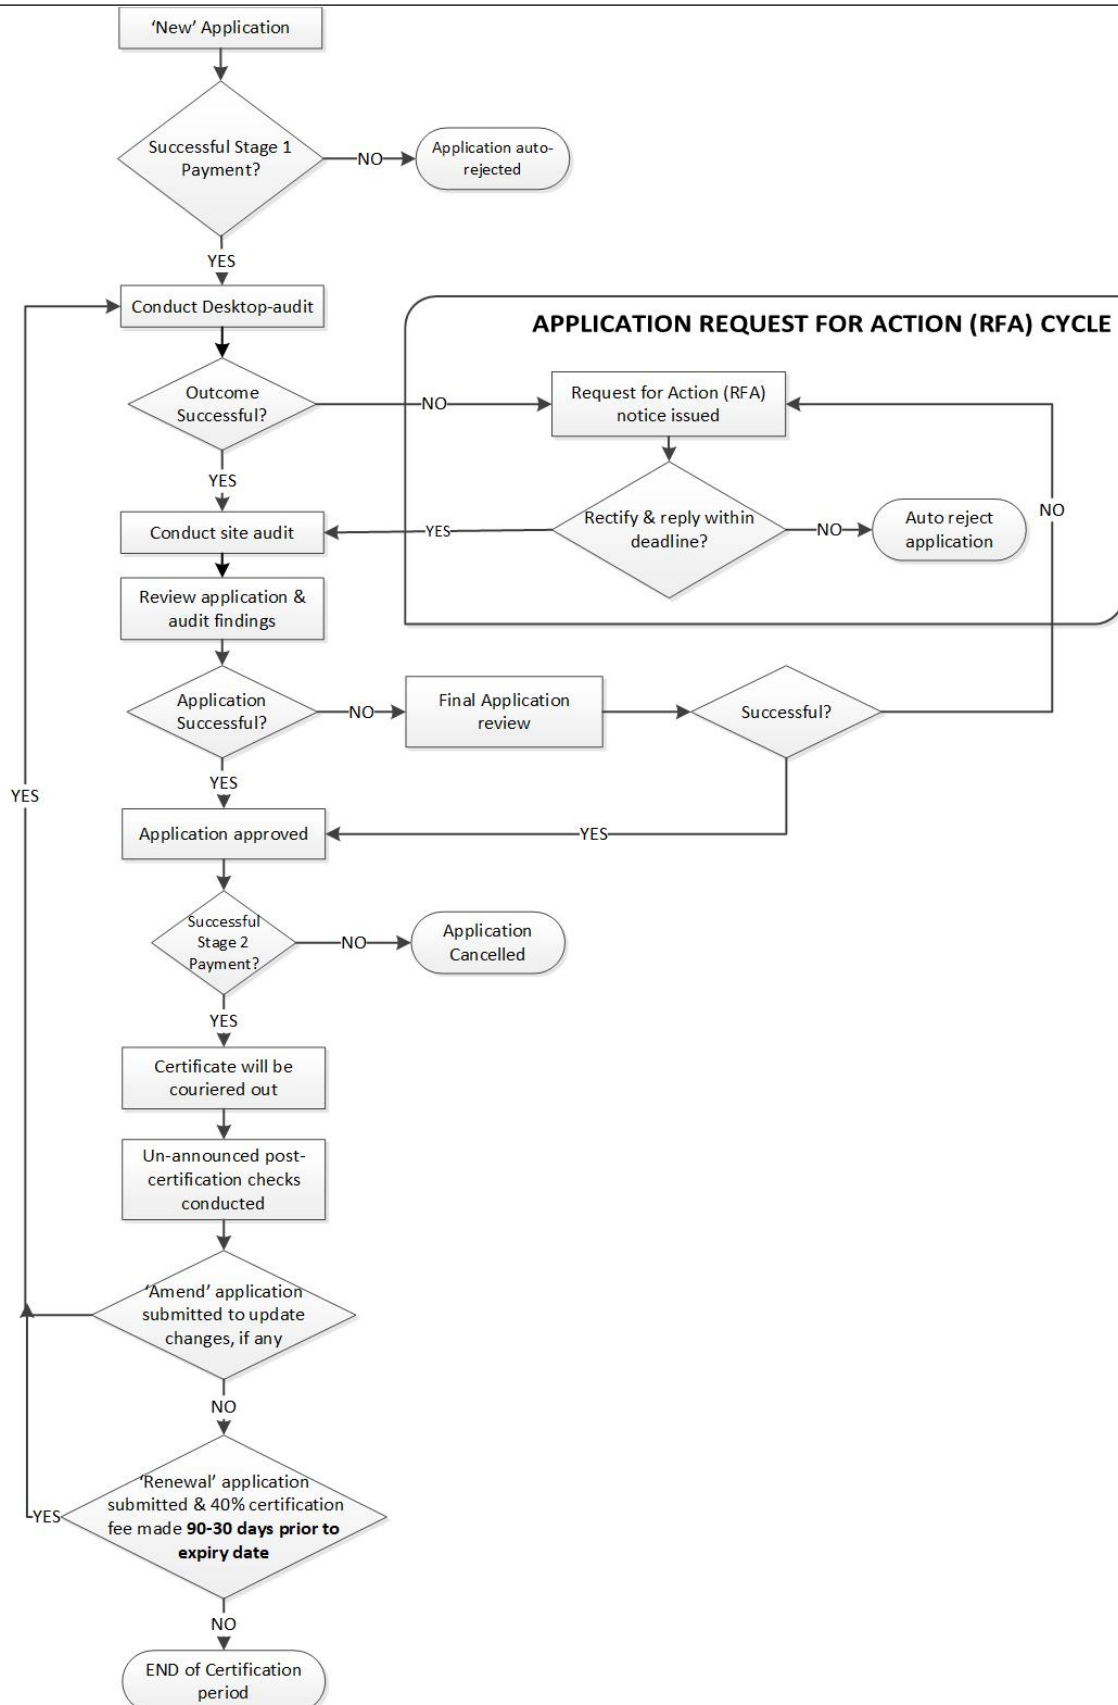 ‘New’ Application
Successful Stage 1
Payment?
NO
Application auto-
rejected
YES
Conduct Desktop-audit
APPLICATION REQUEST FOR ACTION (RFA) CYCLE
Outcome
Successful?
NO
Request for Action (RFA)
notice issued
YES
Rectify & reply within
deadline?
NO
Auto reject
application
NO
YES
Conduct site audit
Review application &
audit findings
Application
Successful?
NO
Final Application
review
Successful?
YES
YES
Application approved
YES
Successful
Stage 2
Payment?
NO
Application
Cancelled
YES
Certificate will be
couriered out
Un-announced post-
certification checks
conducted
‘Amend’ application
submitted to update
changes, if any
NO
‘Renewal’ application
submitted & 40% certification
fee made 90-30 days prior to
expiry date
YES
NO
END of Certification
period